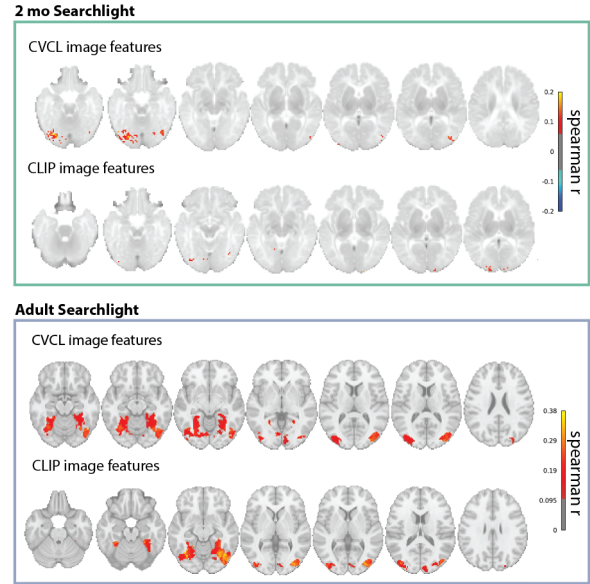 2 mo Searchlight
CVCL image features
0.2
0.1
0
-0.1
-0.2
spearman r
CLIP image features
Adult Searchlight
CVCL image features
0.38
0.29
0.19
0.095
0
spearman r
CLIP image features